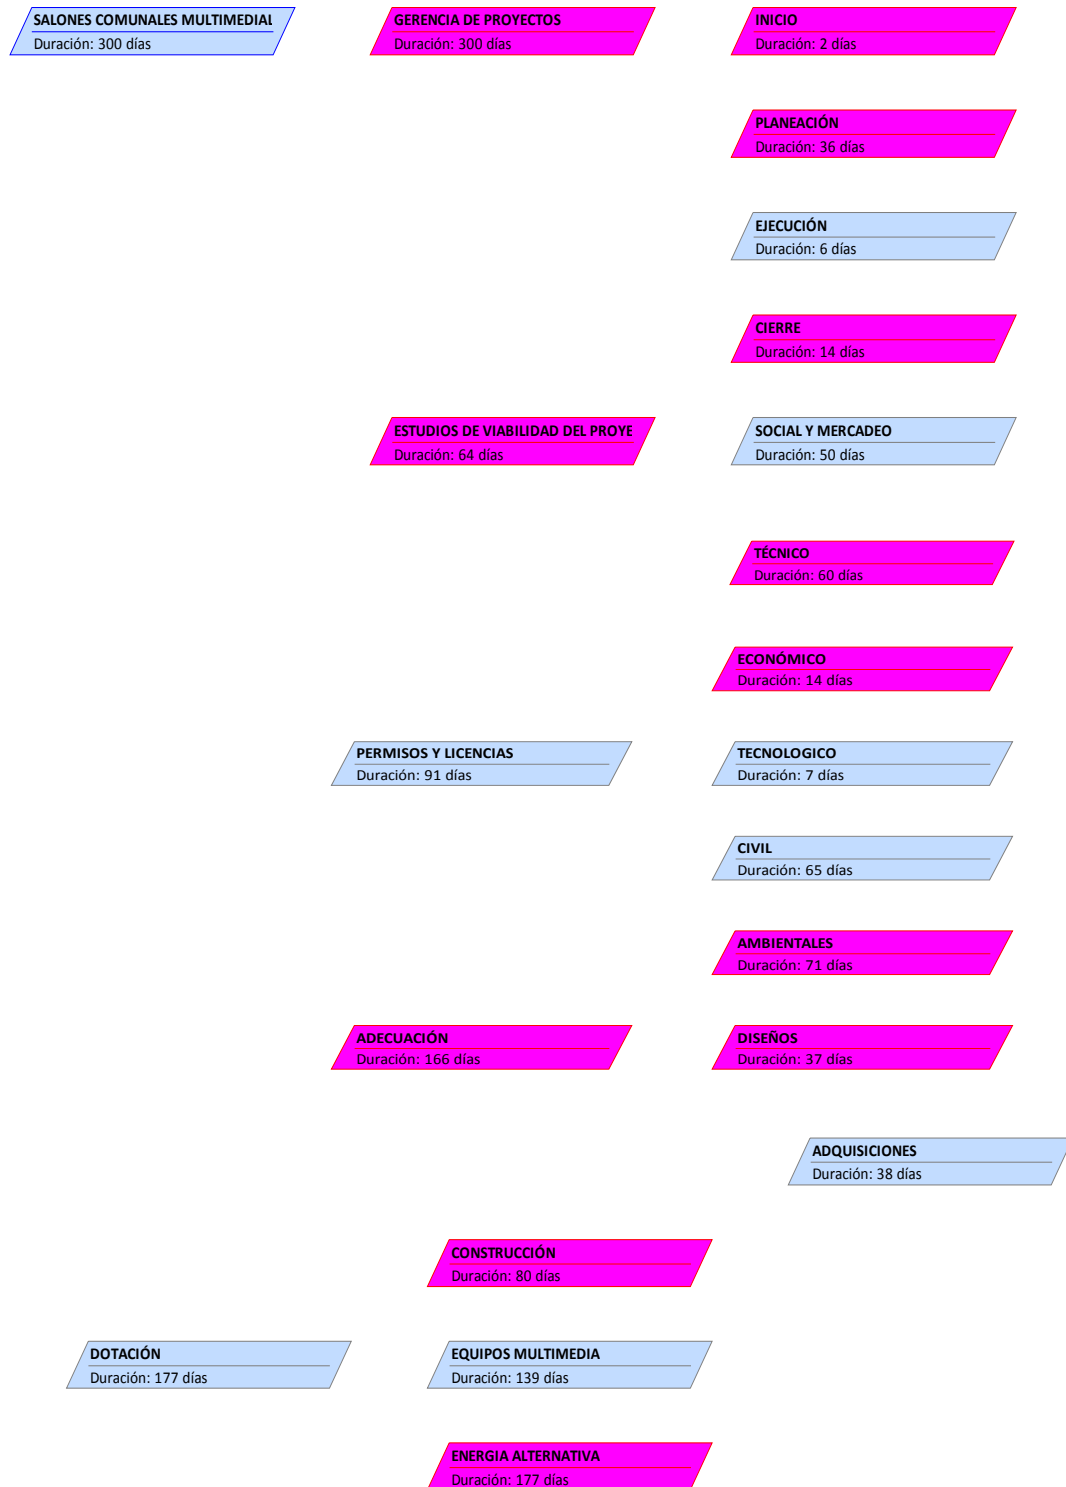 SALONES COMUNALES MULTIMEDIAL
Duración: 300 días
GERENCIA DE PROYECTOS
Duración: 300 días
INICIO
Duración: 2 días
PLANEACIÓN
Duración: 36 días
EJECUCIÓN
Duración: 6 días
CIERRE
Duración: 14 días
ESTUDIOS DE VIABILIDAD DEL PROYE
Duración: 64 días
SOCIAL Y MERCADEO
Duración: 50 días
TÉCNICO
Duración: 60 días
ECONÓMICO
Duración: 14 días
PERMISOS Y LICENCIAS
Duración: 91 días
TECNOLOGICO
Duración: 7 días
CIVIL
Duración: 65 días
AMBIENTALES
Duración: 71 días
ADECUACIÓN
Duración: 166 días
DISEÑOS
Duración: 37 días
ADQUISICIONES
Duración: 38 días
CONSTRUCCIÓN
Duración: 80 días
DOTACIÓN
Duración: 177 días
EQUIPOS MULTIMEDIA
Duración: 139 días
ENERGIA ALTERNATIVA
Duración: 177 días